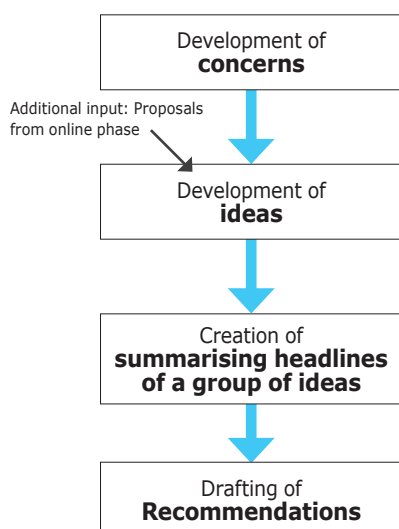 Development of
concerns
Additional input: Proposals
from online phase
Development of
ideas
Creation of
summarising headlines
of a group of ideas
Drafting of
Recommendations